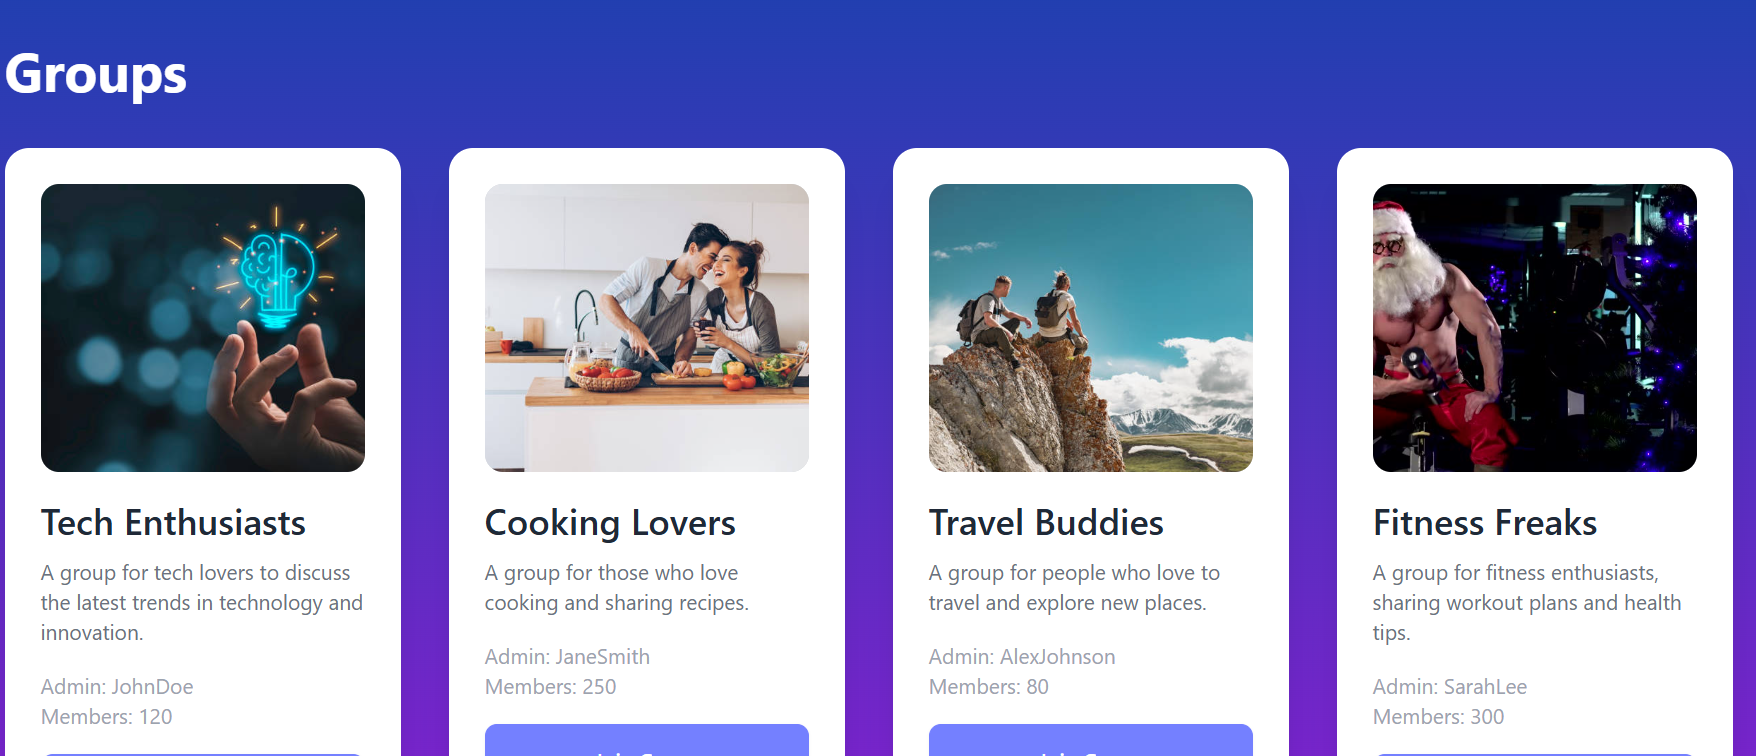 Groups
Tech Enthusiasts
A group for tech lovers to discuss
the latest trends in technology and
innovation.
Admin: JohnDoe
Members: 120
Cooking Lovers
A group for those who love
cooking and sharing recipes.
Admin: JaneSmith
Members: 250
Travel Buddies
A group for people who love to
travel and explore new places.
Admin: AlexJohnson
Members: 80
Fitness Freaks
A group for fitness enthusiasts,
sharing workout plans and health
tips.
Admin: SarahLee
Members: 300